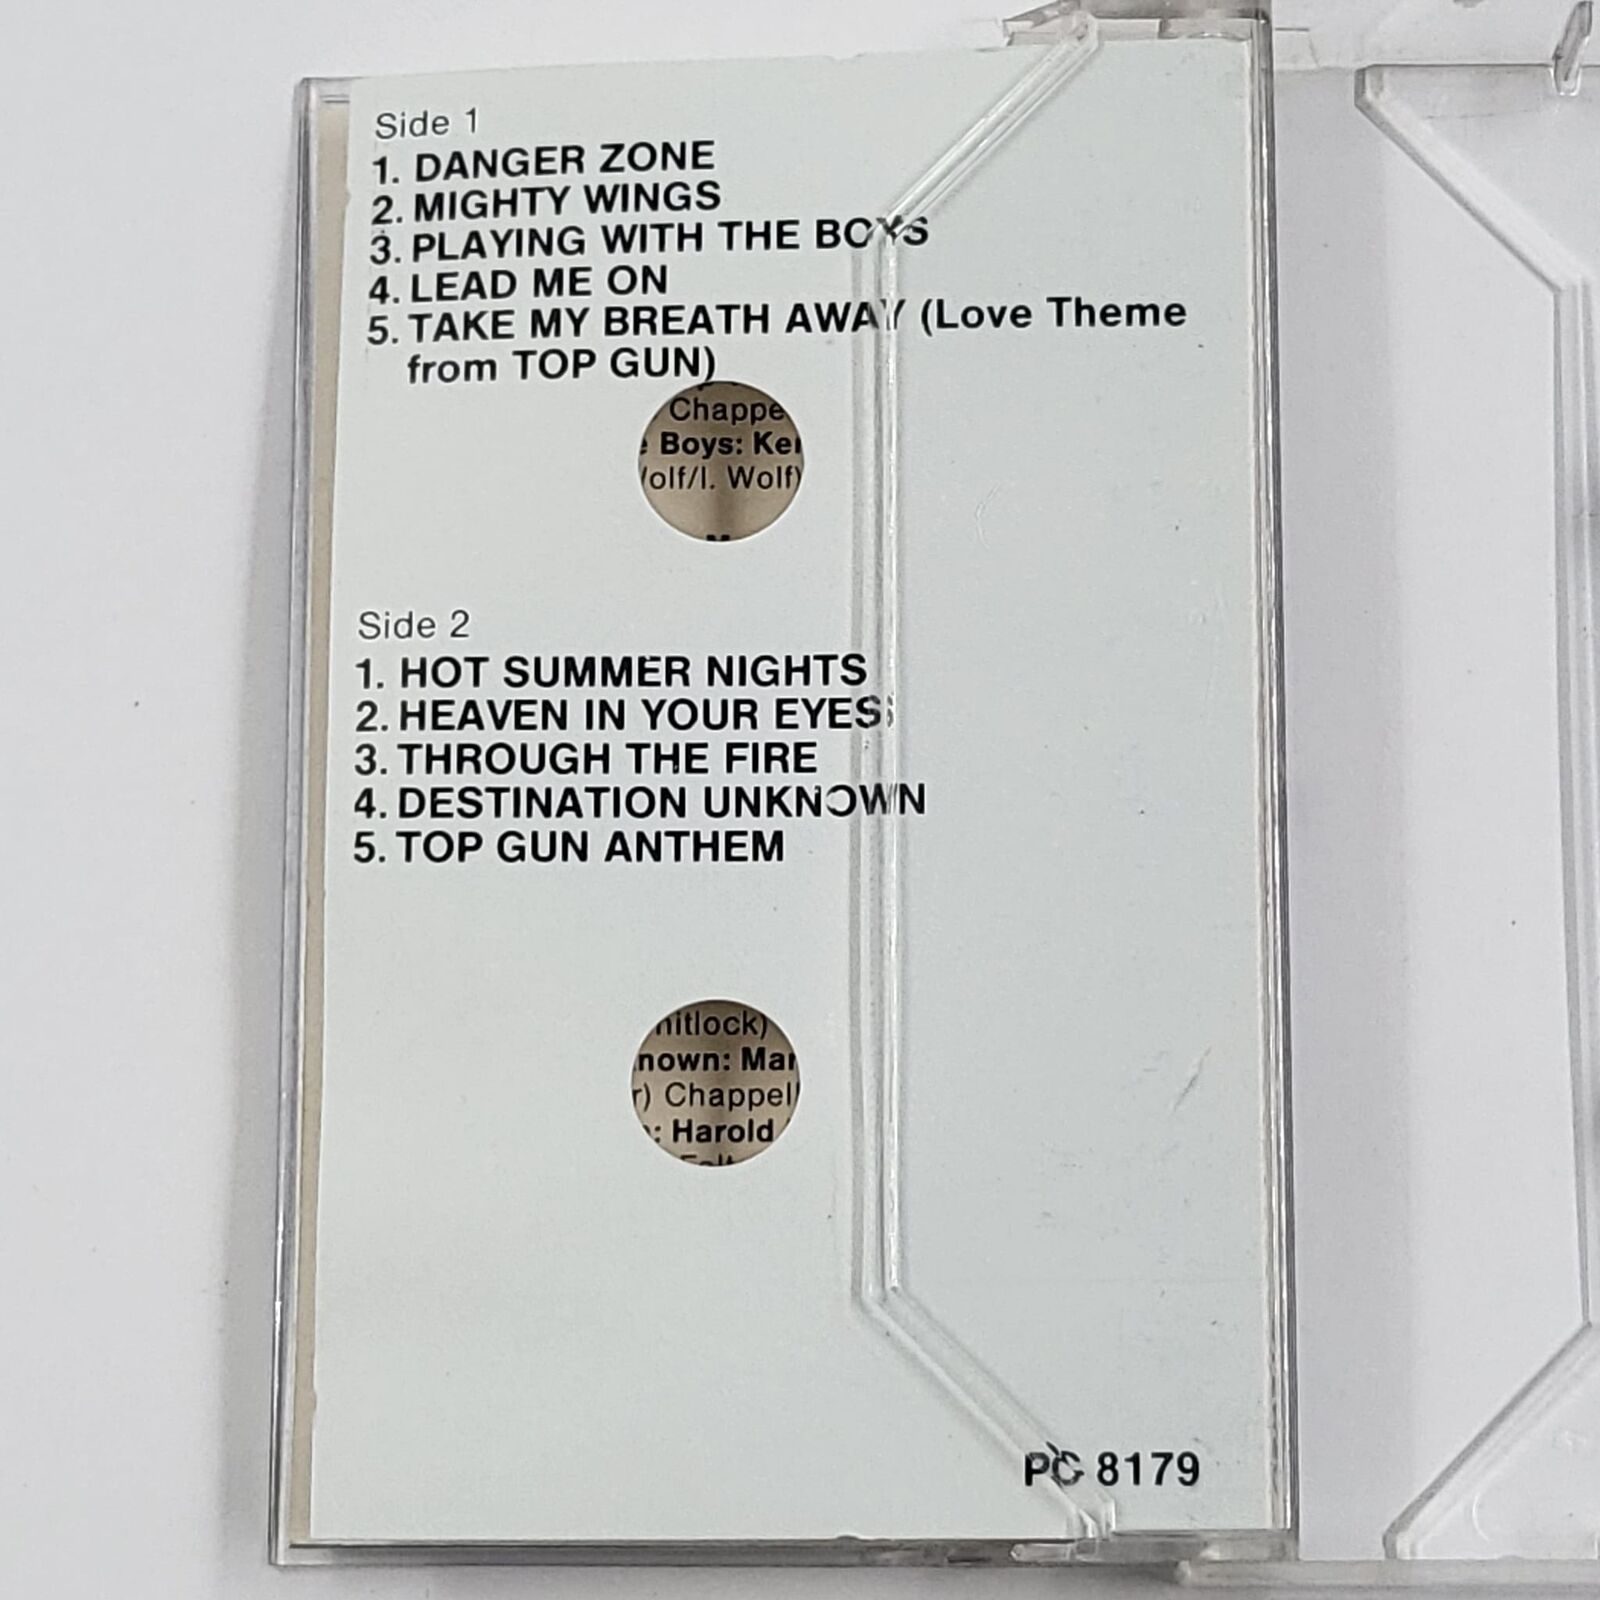 Side 1
1. DANGER ZONE
2. MIGHTY WINGS
3. PLAYING WITH THE BOYS
4. LEAD ME ON
5. TAKE MY BREATH AWAY (Love Theme
from TOP GUN)
Chappe
Boys: Ke
olf/I. Wolf)
Side 2
1. HOT SUMMER NIGHTS
2. HEAVEN IN YOUR EYES
3. THROUGH THE FIRE
4. DESTINATION UNKNOWN
5. TOP GUN ANTHEM
hitlock)
nown: Mar
r) Chappell
: Harold
PC 8179